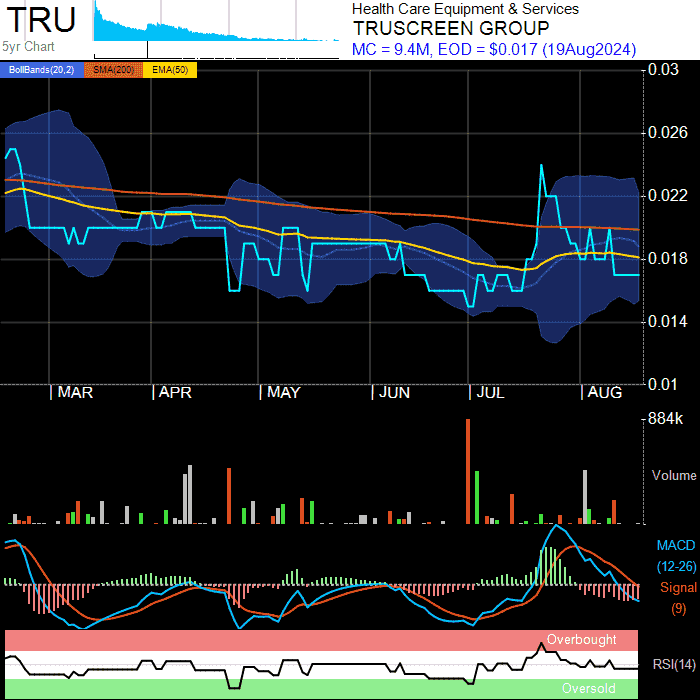 TRU
5yr Chart
Health Care Equipment & Services
TRUSCREEN GROUP
MC = 9.4M, EOD = $0.017 (19Aug2024)
BollBands(20,2) SMA(200) EMA(50)
0.03
0.026
0.022
0.018
0.014
0.01
MAR APR MAY JUN JUL AUG
884k
Volume
MACD
(12-26)
Signal
(9)
Overbought
RSI(14)
Oversold